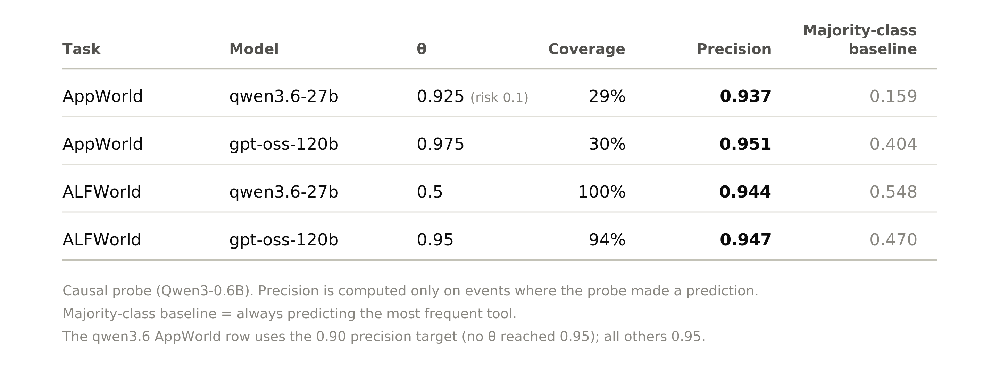 Task Model θ Coverage Precision Majority-class baseline
AppWorld qwen3.6-27b 0.925 (risk 0.1) 29% 0.937 0.159
AppWorld gpt-oss-120b 0.975 30% 0.951 0.404
ALFWorld qwen3.6-27b 0.5 100% 0.944 0.548
ALFWorld gpt-oss-120b 0.95 94% 0.947 0.470
Causal probe (Qwen3-0.6B). Precision is computed only on events where the probe made a prediction.
Majority-class baseline = always predicting the most frequent tool.
The qwen3.6 AppWorld row uses the 0.90 precision target (no θ reached 0.95); all others 0.95.